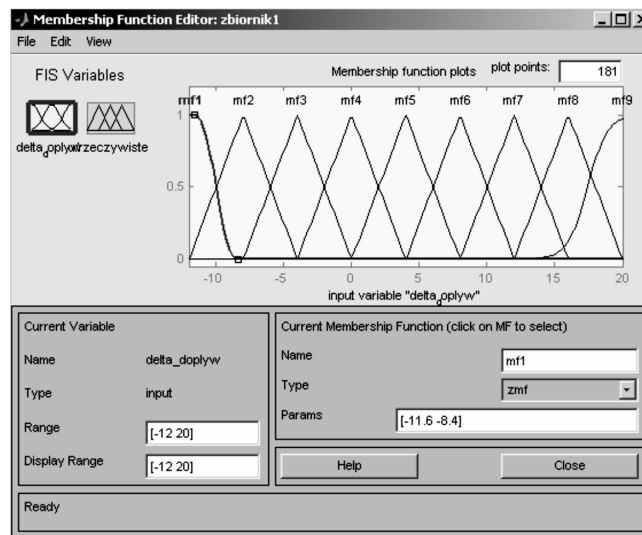 Membership Function Editor: zbiornik1
File Edit View
FIS Variables
Membership function plots plot points: 181
mf1 mf2 mf3 mf4 mf5 mf6 mf7 mf8 mf9
1
0.5
0
-10 -5 0 5 10 15 20
input variable "delta_doplyw"
Current Variable
Name delta_doplyw
Type input
Range [-12 20]
Display Range [-12 20]
Current Membership Function (click on MF to select)
Name mf1
Type zmf
Params [-11.6 -8.4]
Help Close
Ready